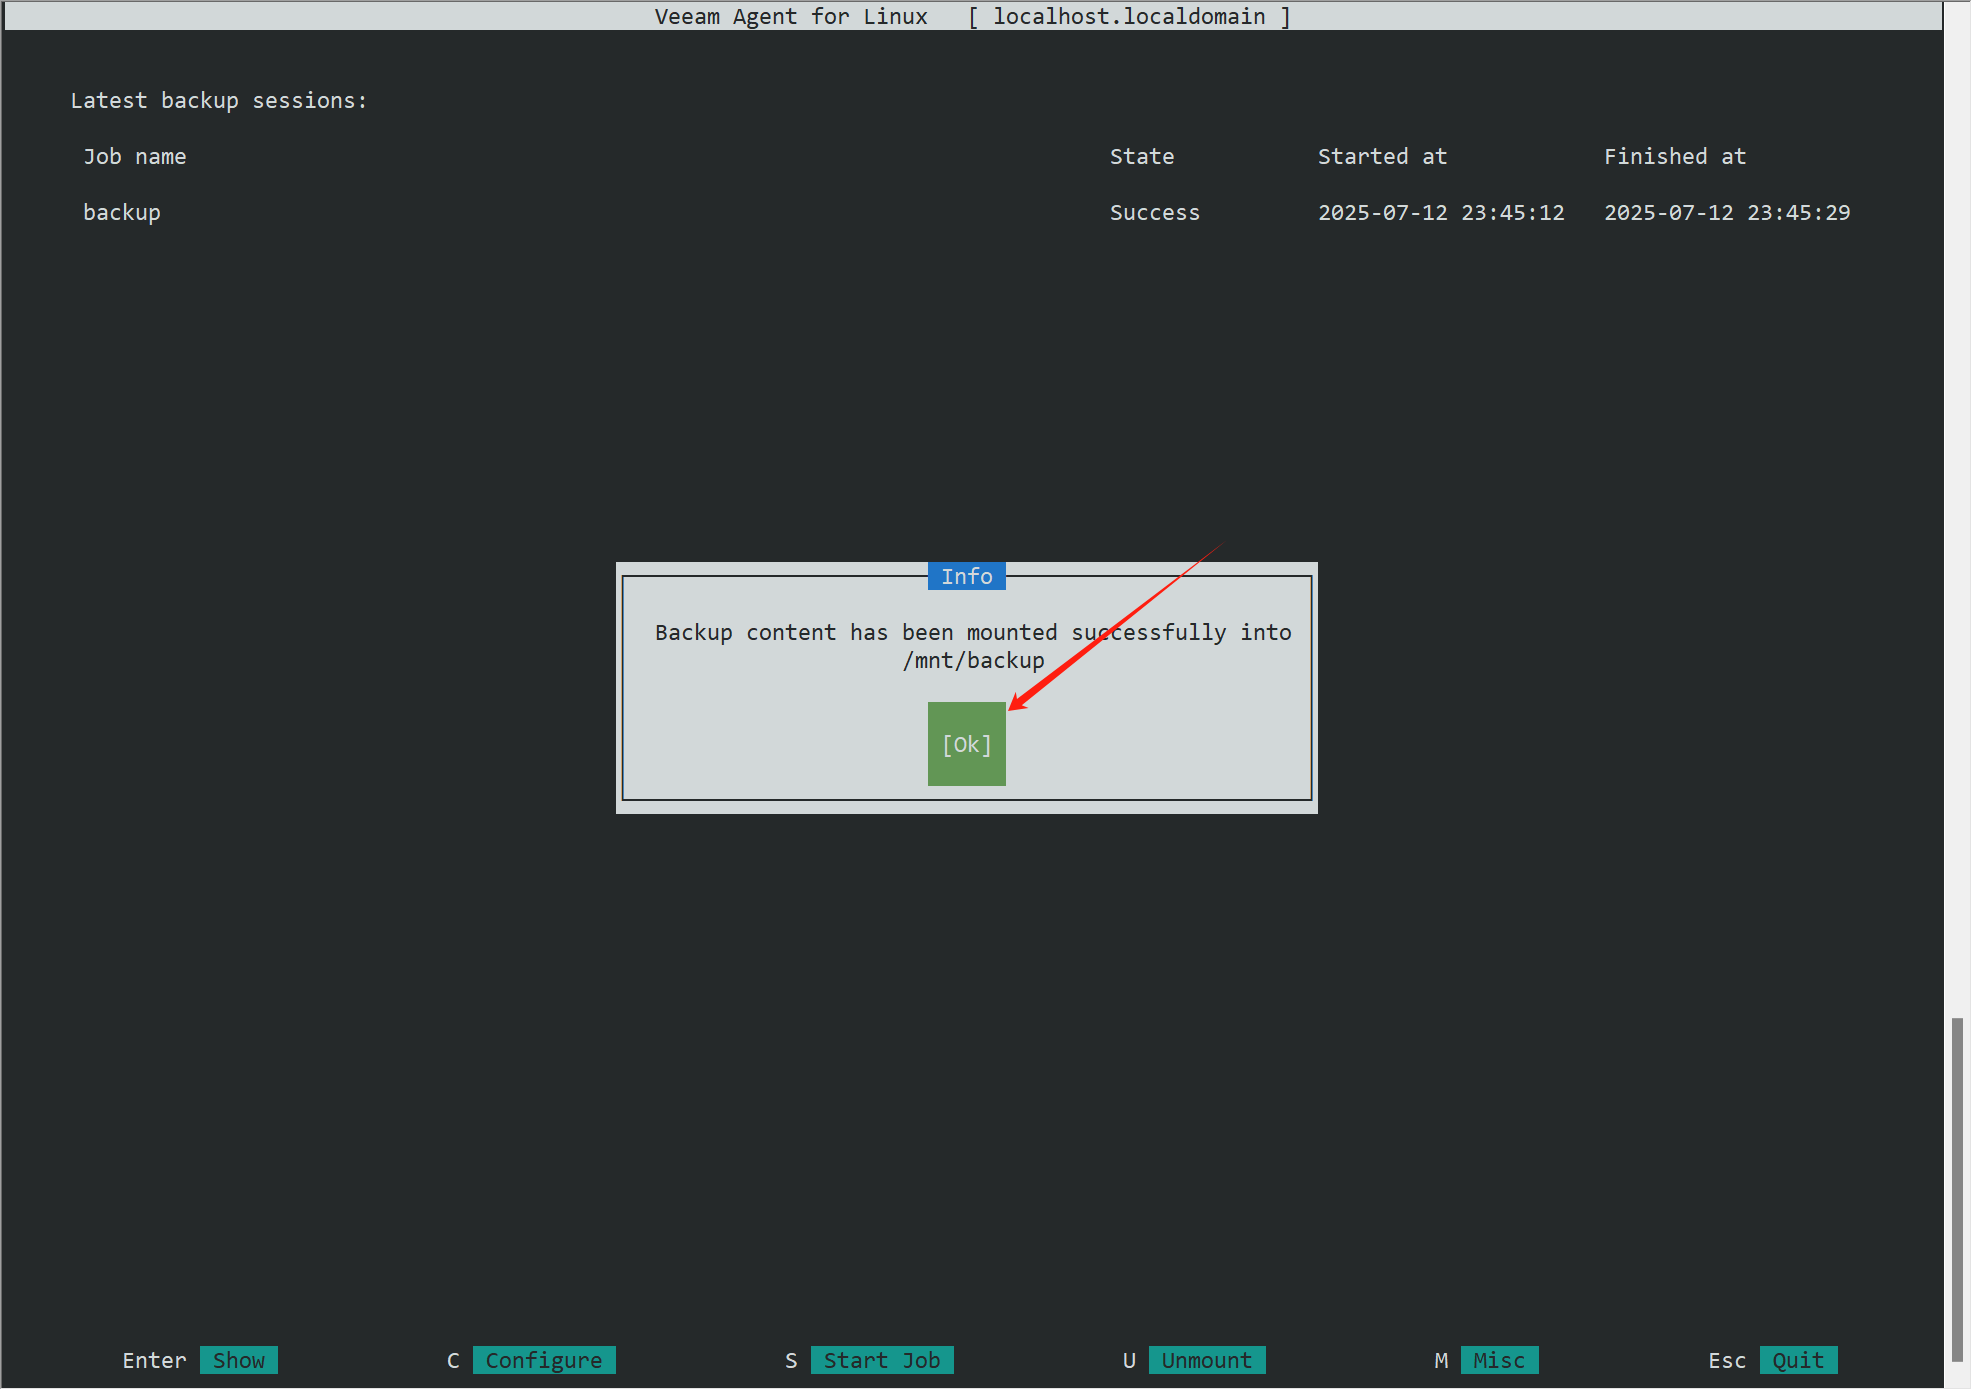 Veeam Agent for Linux   [ localhost.localdomain ]
Latest backup sessions:
Job name State Started at Finished at
backup Success 2025-07-12 23:45:12 2025-07-12 23:45:29
Info
Backup content has been mounted successfully into
/mnt/backup
[Ok]
Enter Show C Configure S Start Job U Unmount M Misc Esc Quit